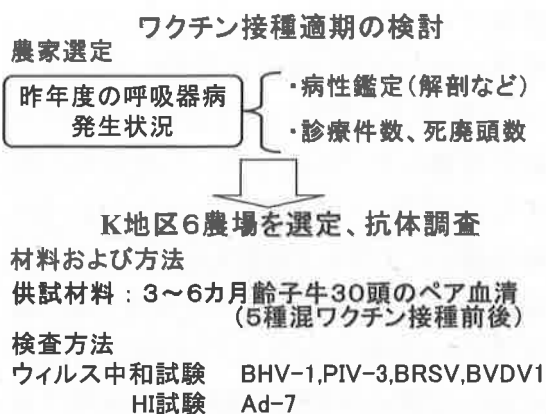 ワクチン接種適期の検討
農家選定
昨年度の呼吸器病
発生状況
・病性鑑定(解剖など)
・診療件数、死廃頭数
K地区6農場を選定、抗体調査
材料および方法
供試材料:3~6カ月齢子牛30頭のペア血清
(5種混ワクチン接種前後)
検査方法
ウィルス中和試験 BHV-1,PIV-3,BRSV,BVDV1
HI試験 Ad-7